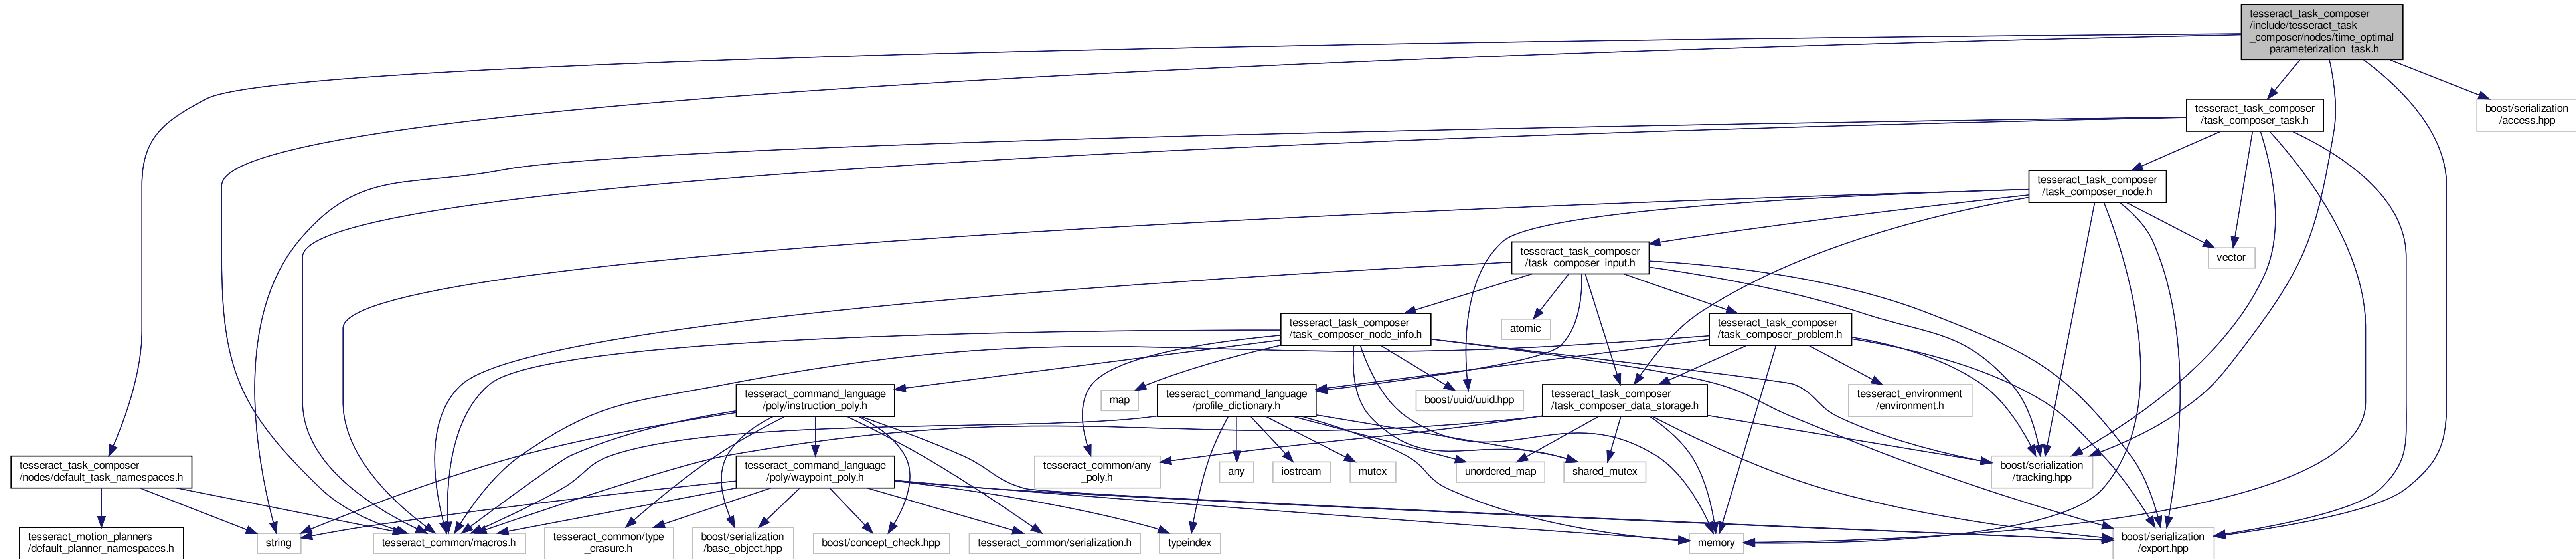 tesseract_task_composer
/include/tesseract_task
_composer/nodes/time_optimal
_parameterization_task.h
tesseract_task_composer
/task_composer_task.h
boost/serialization
/access.hpp
tesseract_task_composer
/task_composer_node.h
tesseract_task_composer
/task_composer_input.h
vector
tesseract_task_composer
/task_composer_node_info.h
atomic
tesseract_task_composer
/task_composer_problem.h
tesseract_command_language
/poly/instruction_poly.h
map
tesseract_command_language
/profile_dictionary.h
boost/uuid/uuid.hpp
tesseract_task_composer
/task_composer_data_storage.h
tesseract_environment
/environment.h
tesseract_task_composer
/nodes/default_task_namespaces.h
tesseract_command_language
/poly/waypoint_poly.h
tesseract_common/any
_poly.h
any
iostream
mutex
unordered_map
shared_mutex
boost/serialization
/tracking.hpp
tesseract_motion_planners
/default_planner_namespaces.h
string
tesseract_common/macros.h
tesseract_common/type
_erasure.h
boost/serialization
/base_object.hpp
boost/concept_check.hpp
tesseract_common/serialization.h
typeindex
memory
boost/serialization
/export.hpp